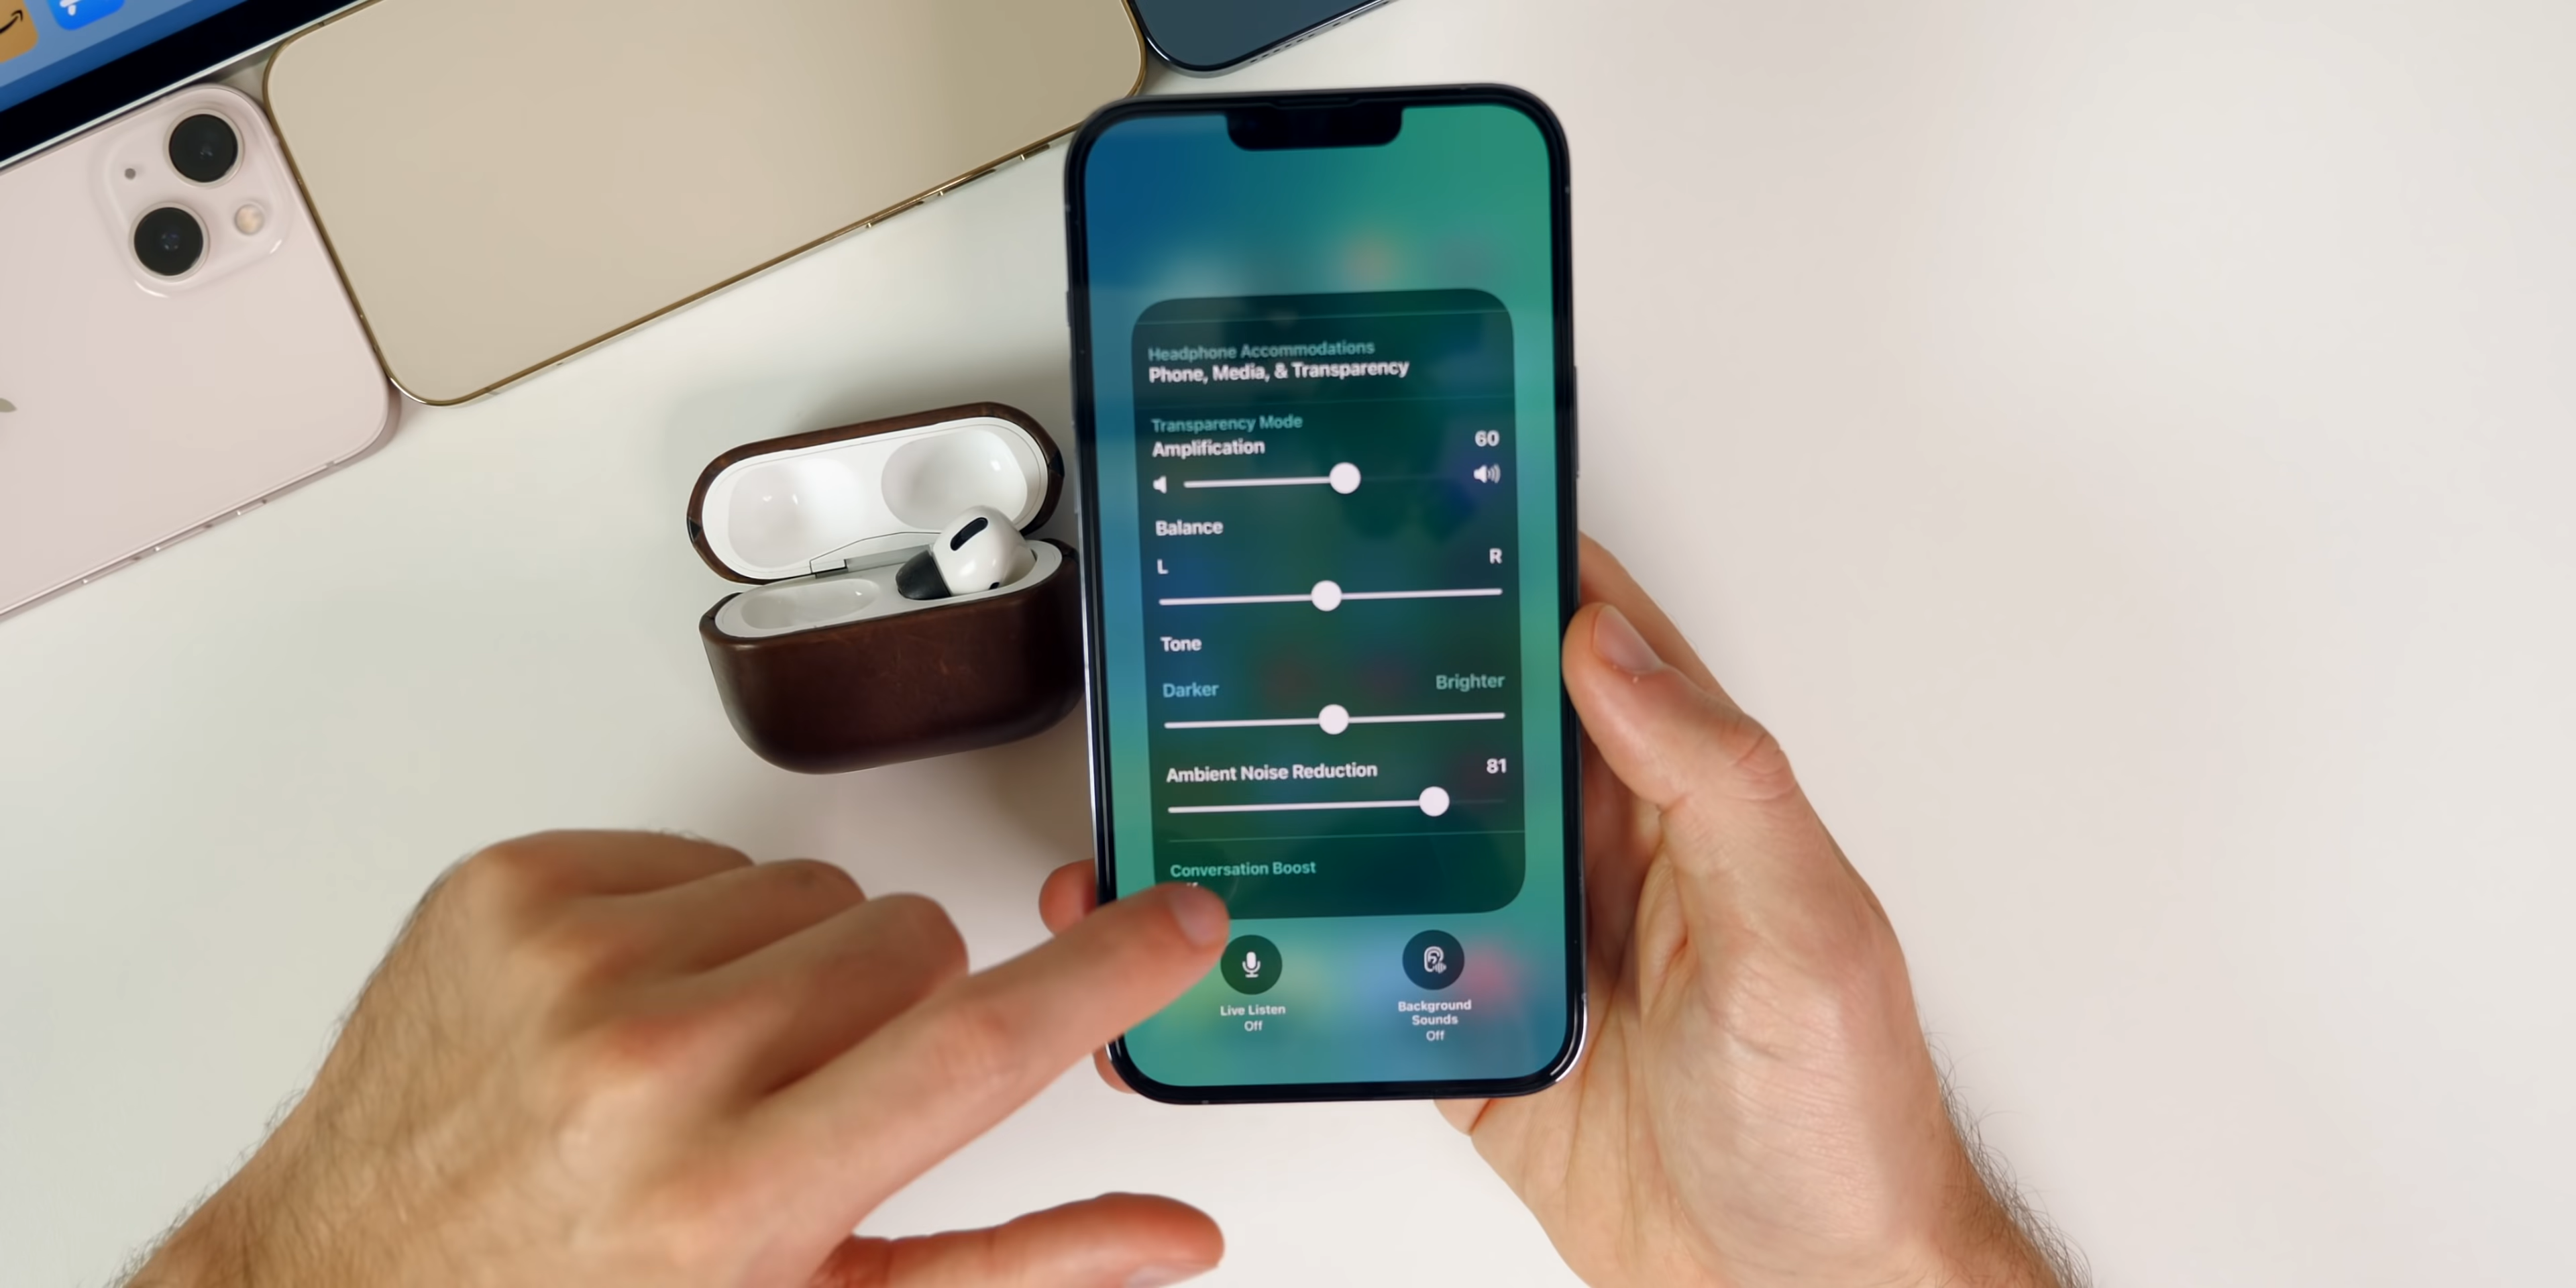 Headphone Accommodations
Phone, Media, & Transparency
Transparency Mode
Amplification 60
Balance
L R
Tone
Darker Brighter
Ambient Noise Reduction 81
Conversation Boost
Live Listen
Off
Background
Sounds
Off